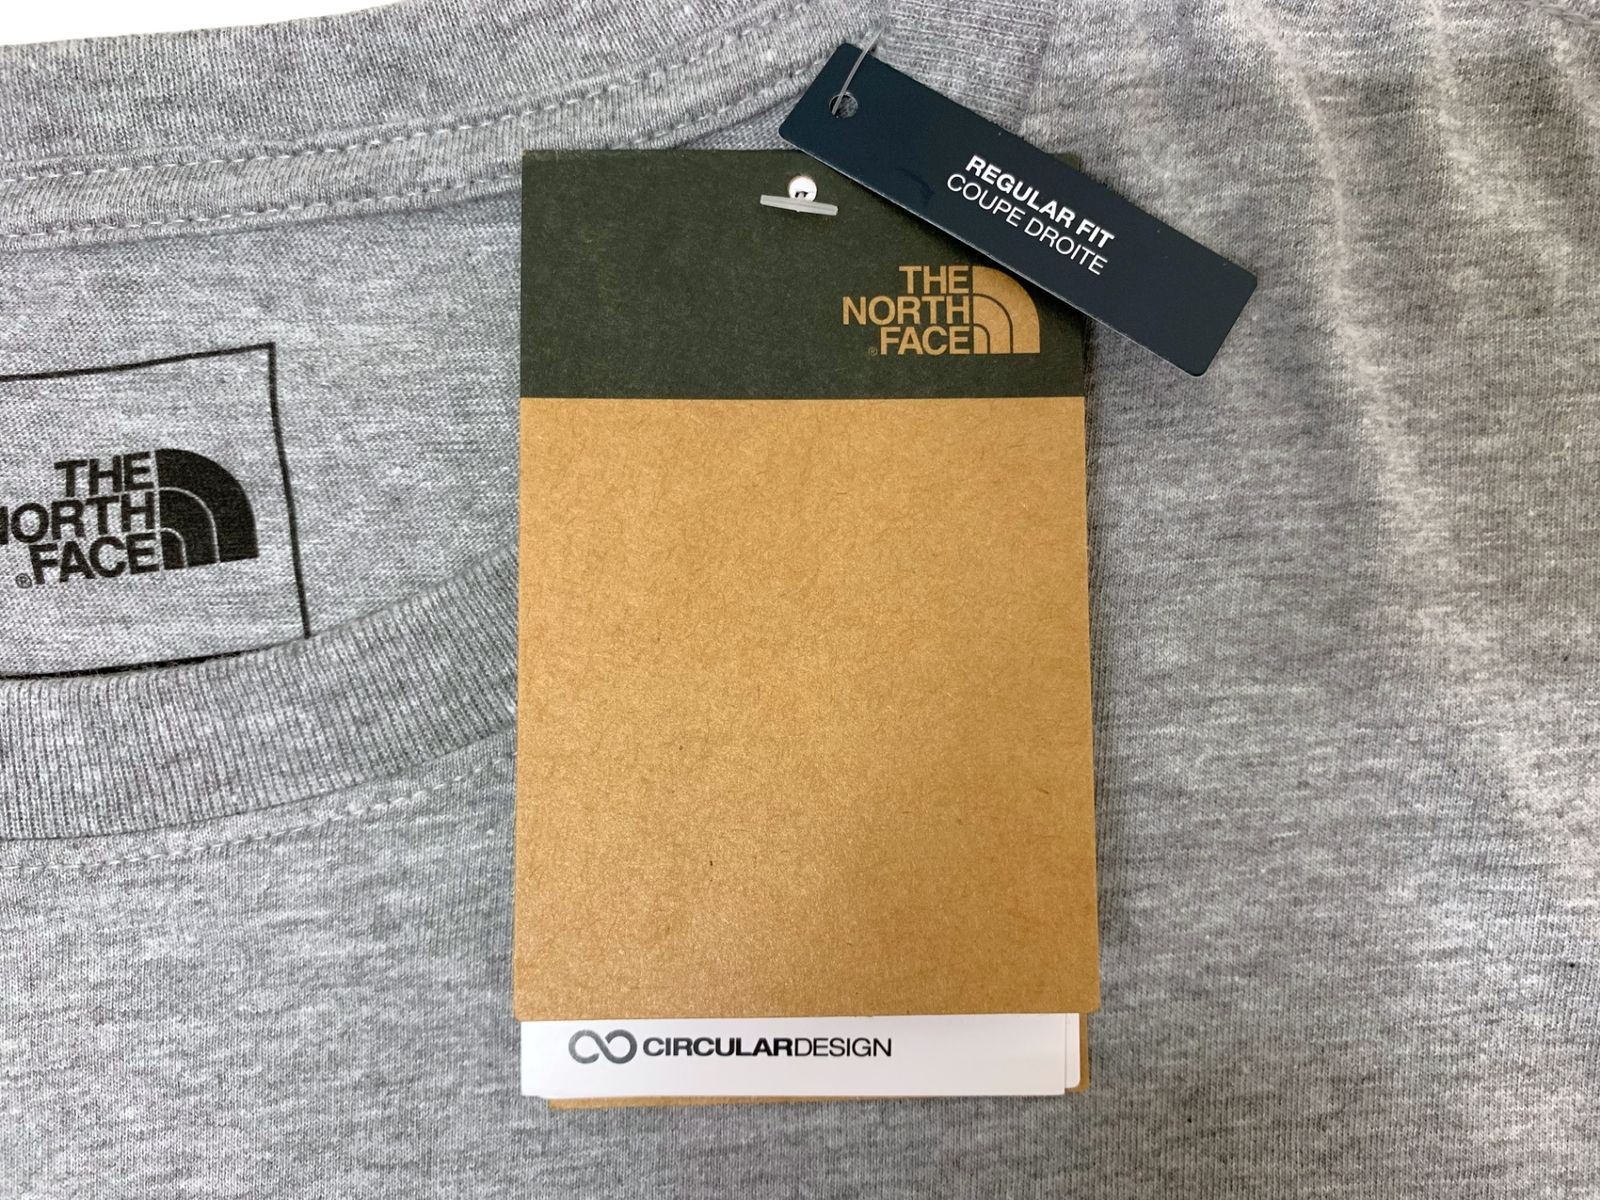 REGULAR FIT
COUPE DROITE
THE
NORTH
®FACE
THE
NORTH
®FACE
CIRCULARDESIGN